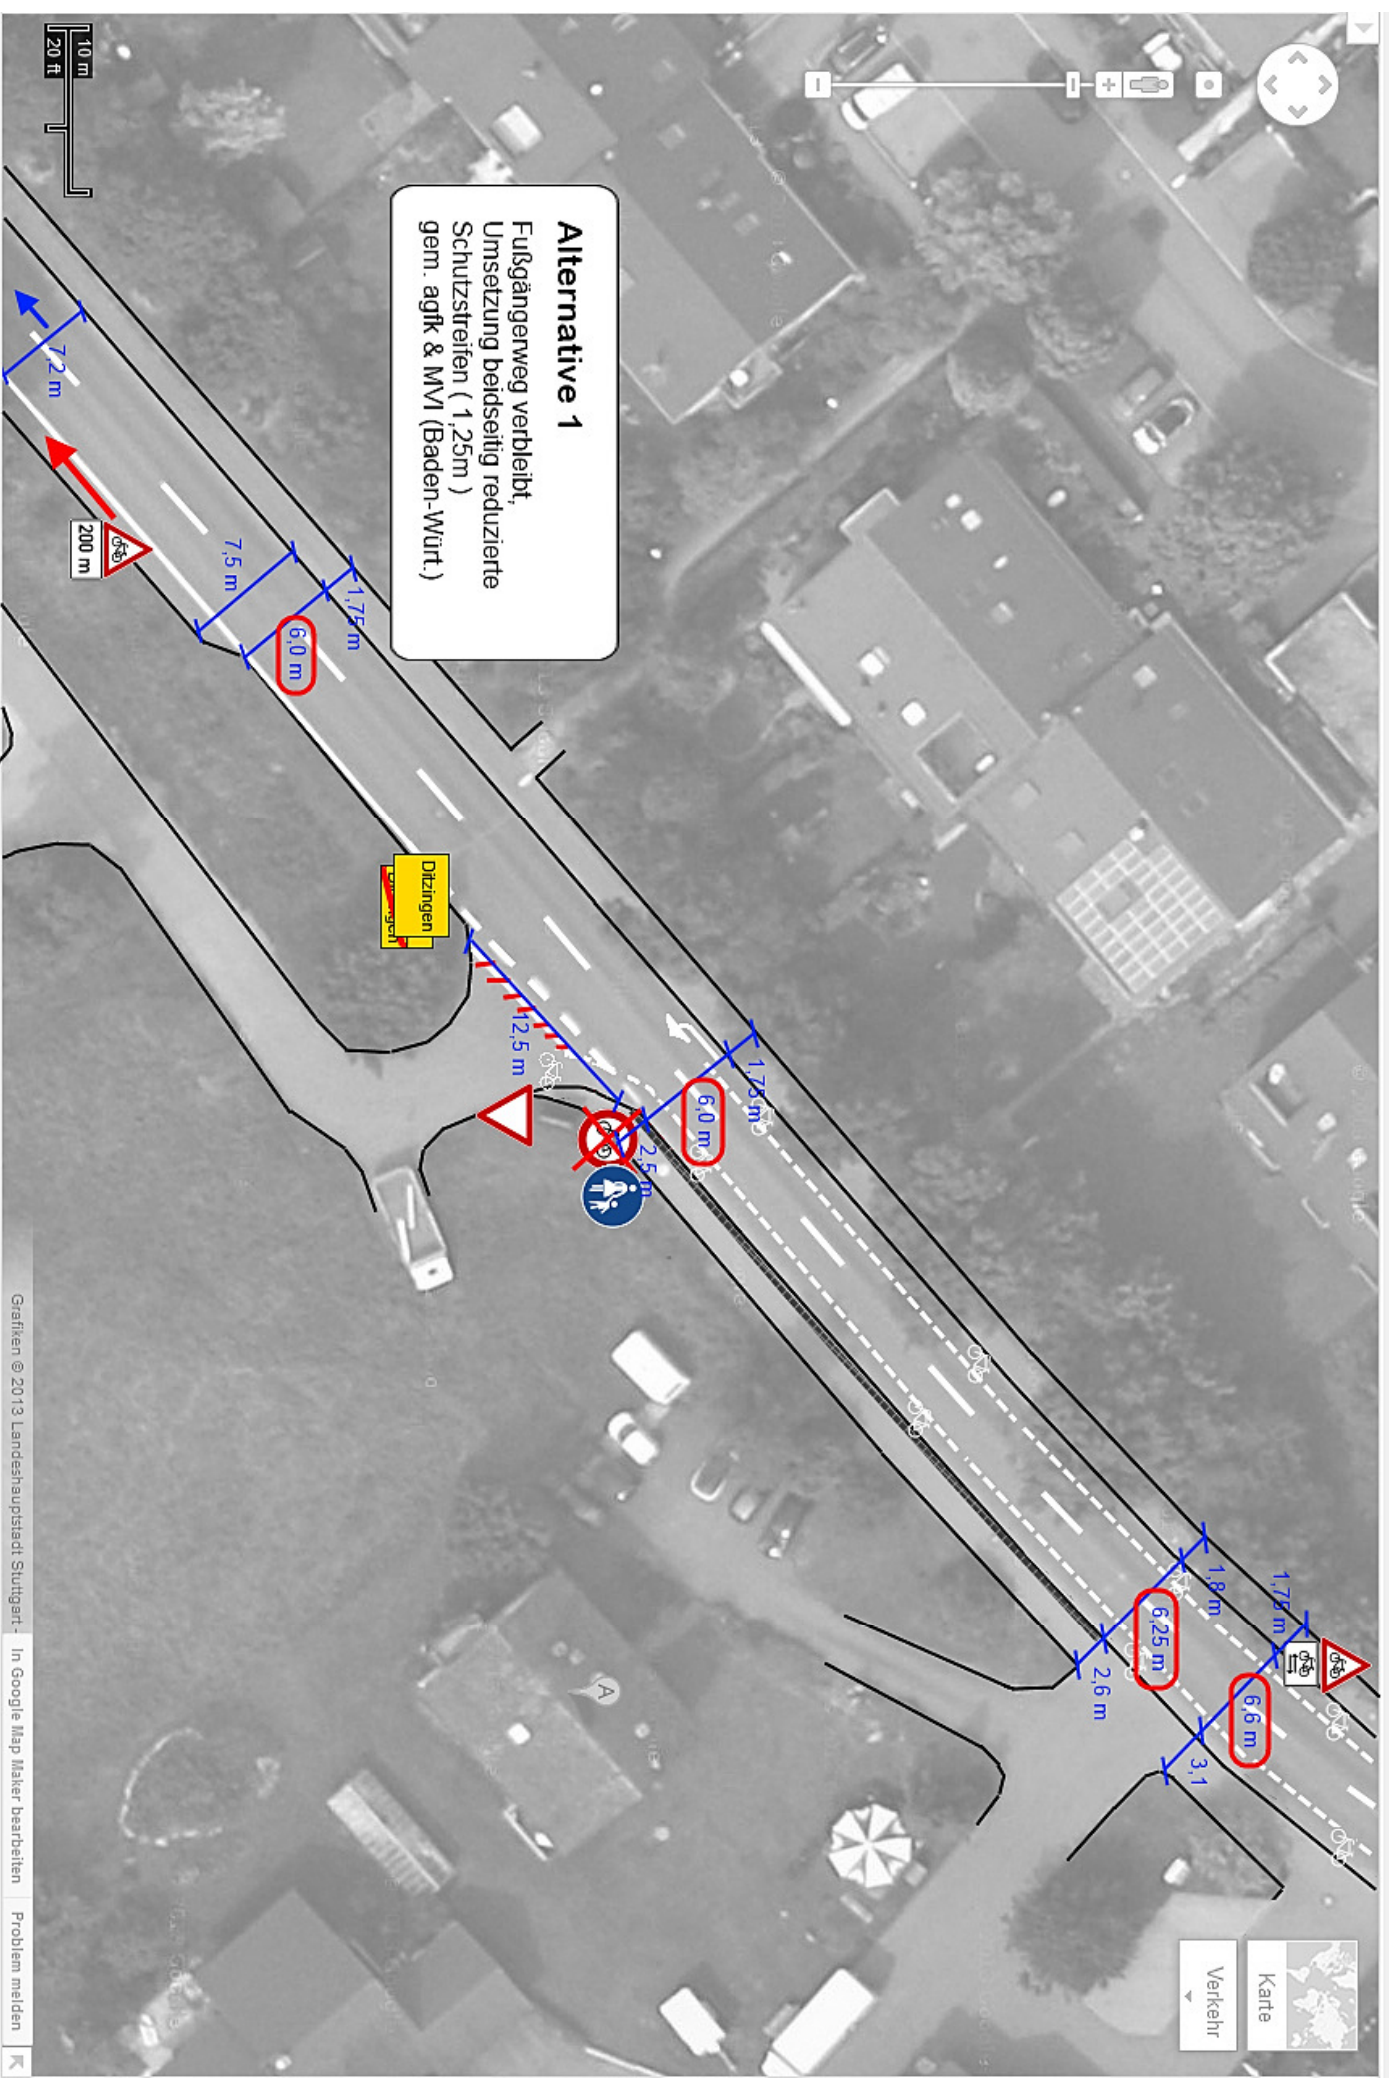 Alternative 1
Fußgängerweg verbleibt,
Umsetzung beidseitig reduzierte
Schutzstreifen ( 1,25m )
gem. agfk & MVI (Baden-Würt.)
10 m
20 ft
7,2 m
200 m
7,5 m
1,75 m
6,0 m
Ditzingen
12,5 m
1,75 m
6,0 m
2,5 m
1,8 m
6,25 m
2,6 m
1,75 m
6,6 m
3,1
A
Karte
Verkehr
Grafiken © 2013 Landeshauptstadt Stuttgart - In Google Map Maker bearbeiten Problem melden